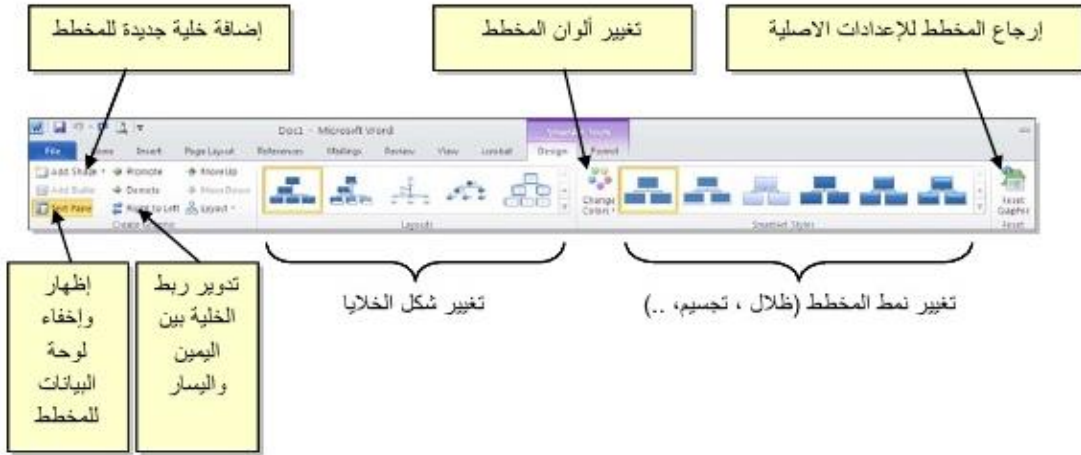 إضافة خلية جديدة للمخطط
تغيير ألوان المخطط
إرجاع المخطط للإعدادات الاصلية
Doc1 - Microsoft Word
SmartArt Tools
File Home Insert Page Layout References Mailings Review View Design Format
Add Shape Promote Move Up
Add Bullet Demote Move Down
Text Pane Right to Left Layout
Change
Colors
Reset
Graphic
Create Graphic
Layouts
SmartArt Styles
Reset
إظهار
وإخفاء
لوحة
البيانات
للمخطط
تدوير ربط
الخلية بين
اليمين
واليسار
تغيير شكل الخلايا
تغيير نمط المخطط (ظلال ، تجسيم، ..)